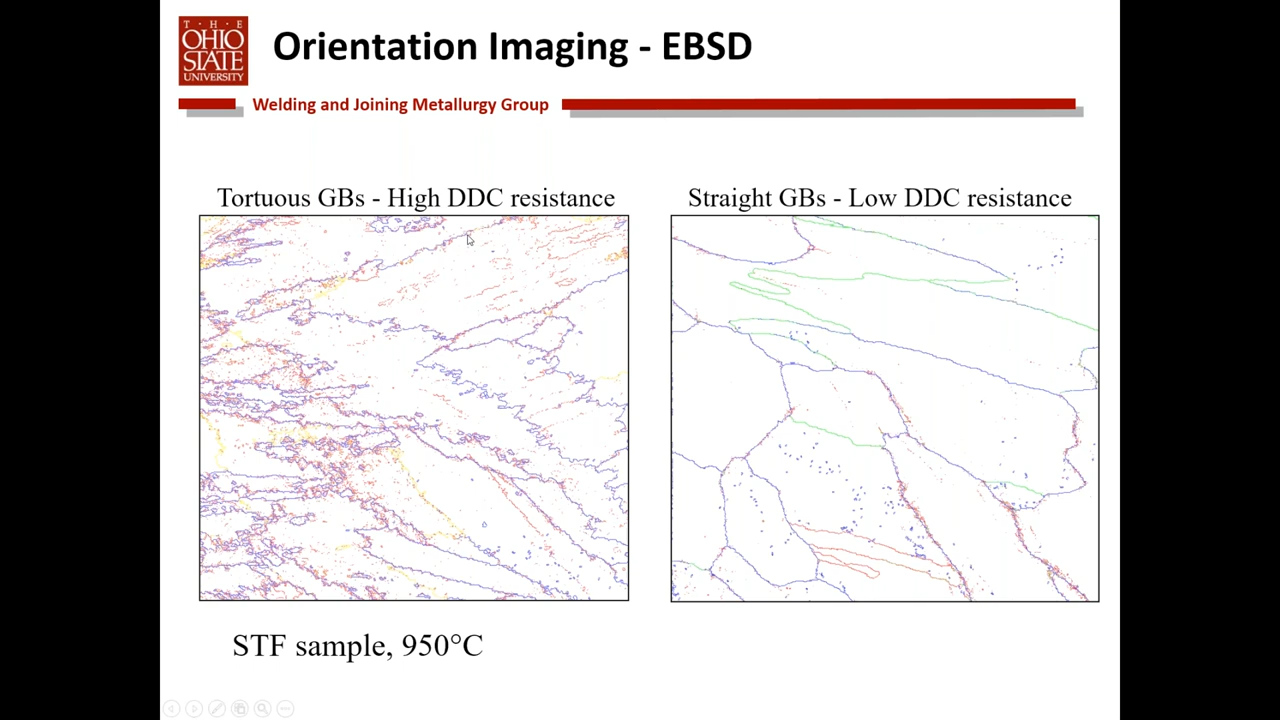 T · H · E
OHIO
STATE
UNIVERSITY
Orientation Imaging - EBSD
Welding and Joining Metallurgy Group
Tortuous GBs - High DDC resistance
Straight GBs - Low DDC resistance
STF sample, 950°C